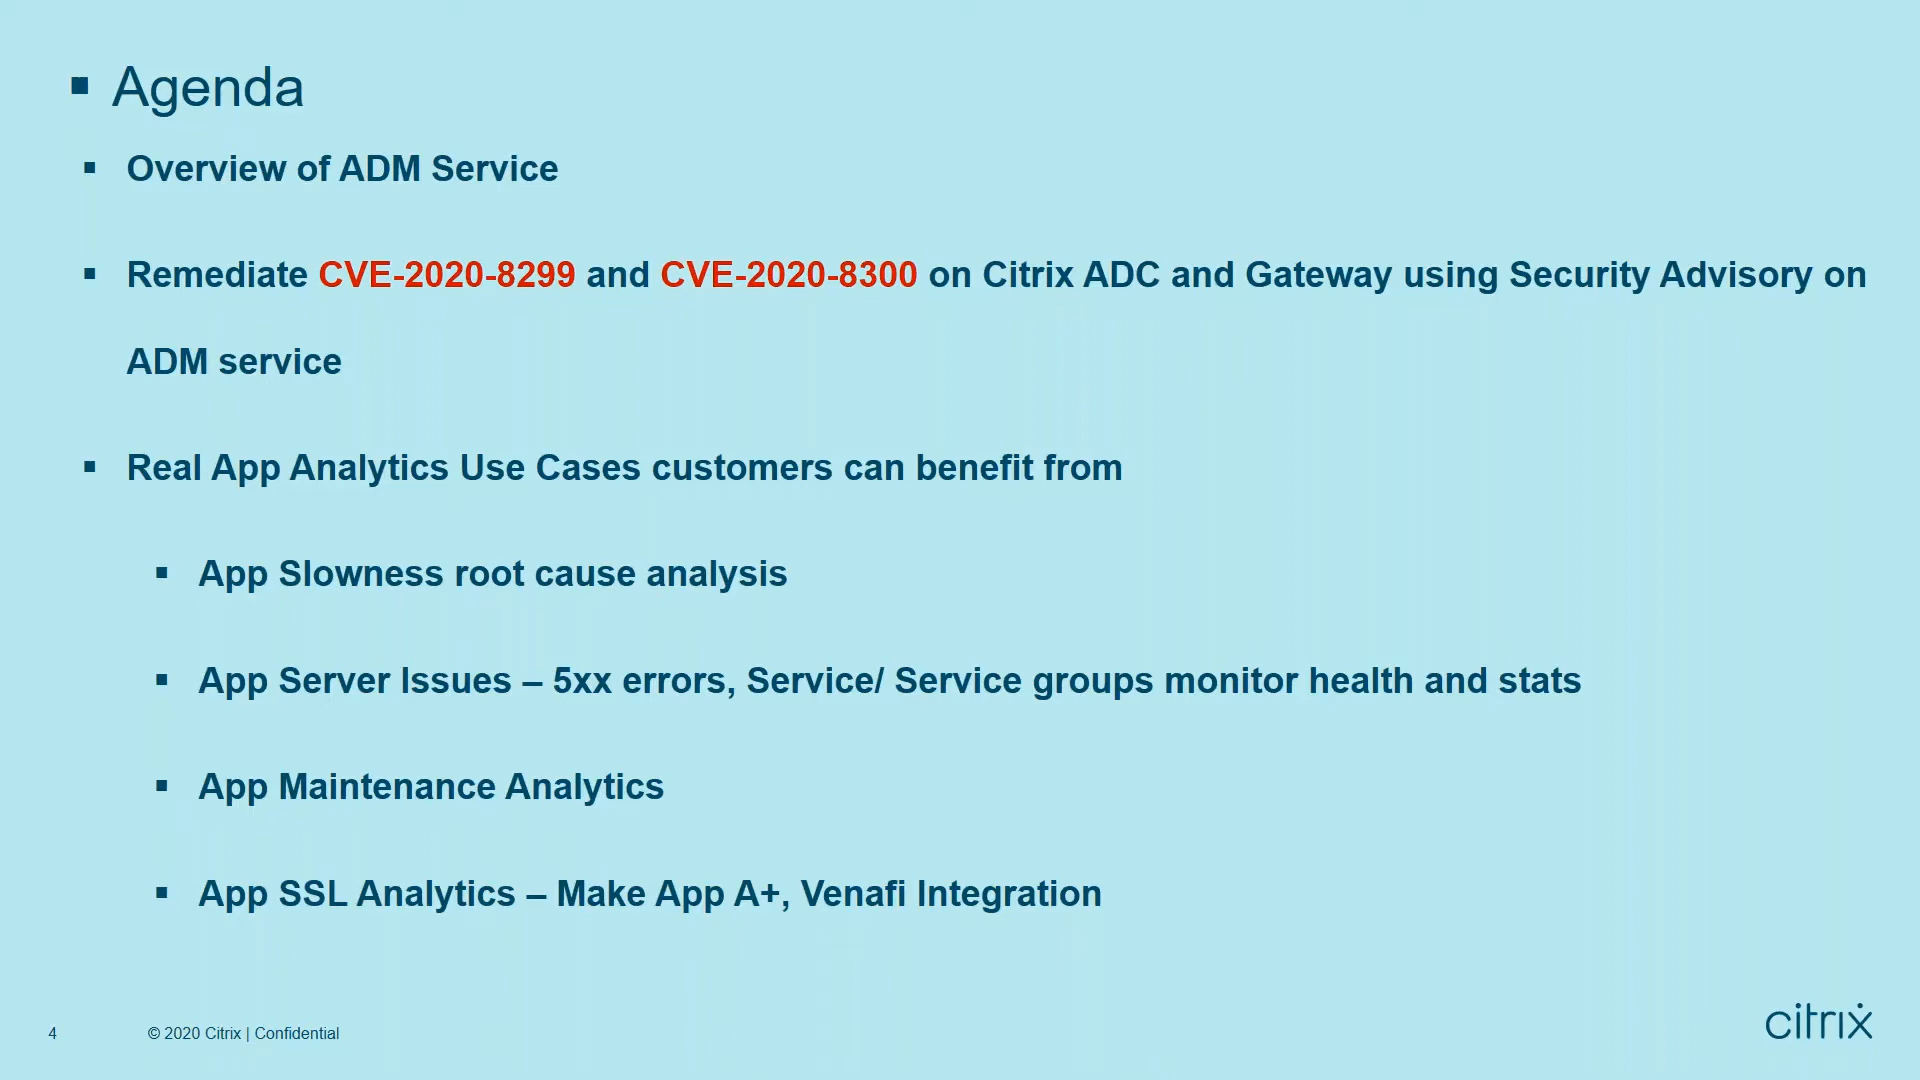 ▪ Agenda
▪ Overview of ADM Service
▪ Remediate CVE-2020-8299 and CVE-2020-8300 on Citrix ADC and Gateway using Security Advisory on
ADM service
▪ Real App Analytics Use Cases customers can benefit from
▪ App Slowness root cause analysis
▪ App Server Issues – 5xx errors, Service/ Service groups monitor health and stats
▪ App Maintenance Analytics
▪ App SSL Analytics – Make App A+, Venafi Integration
4 © 2020 Citrix | Confidential
citrix